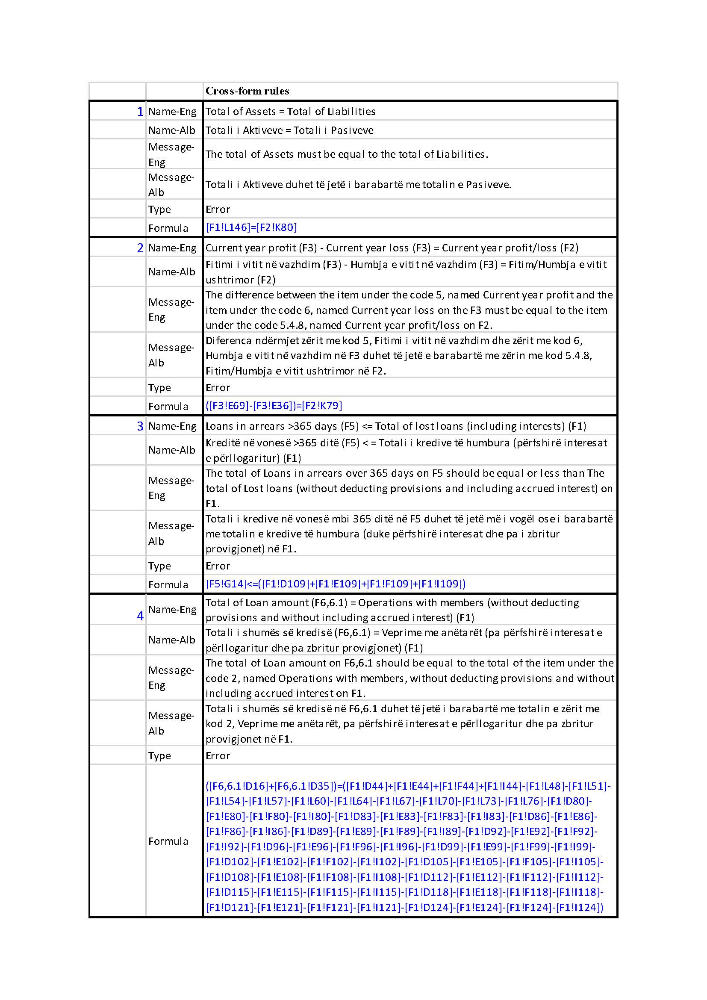 Cross-form rules
1 Name-Eng Total of Assets = Total of Liabilities
Name-Alb Totali i Aktiveve = Totali i Pasiveve
Message-
Eng
The total of Assets must be equal to the total of Liabilities.
Message-
Alb
Totali i Aktiveve duhet të jetë i barabartë me totalin e Pasiveve.
Type Error
Formula [F1!L146]=[F2!K80]
2 Name-Eng Current year profit (F3) - Current year loss (F3) = Current year profit/loss (F2)
Name-Alb
Fitimi i vitit në vazhdim (F3) - Humbja e vitit në vazhdim (F3) = Fitim/Humbja e vitit
ushtrimor (F2)
Message-
Eng
The difference between the item under the code 5, named Current year profit and the
item under the code 6, named Current year loss on the F3 must be equal to the item
under the code 5.4.8, named Current year profit/loss on F2.
Message-
Alb
Diferenca ndërmjet zërit me kod 5, Fitimi i vitit në vazhdim dhe zërit me kod 6,
Humbja e vitit në vazhdim në F3 duhet të jetë e barabartë me zërin me kod 5.4.8,
Fitim/Humbja e vitit ushtrimor në F2.
Type Error
Formula ([F3!E69]-[F3!E36])=[F2!K79]
3 Name-Eng Loans in arrears >365 days (F5) <= Total of lost loans (including interests) (F1)
Name-Alb
Kreditë në vonesë >365 ditë (F5) < = Totali i kredive të humbura (përfshirë interesat
e përllogaritur) (F1)
Message-
Eng
The total of Loans in arrears over 365 days on F5 should be equal or less than The
total of Lost loans (without deducting provisions and including accrued interest) on
F1.
Message-
Alb
Totali i kredive në vonesë mbi 365 ditë në F5 duhet të jetë më i vogël ose i barabartë
me totalin e kredive të humbura (duke përfshirë interesat dhe pa i zbritur
provigjonet) në F1.
Type Error
Formula [F5!G14]<=([F1!D109]+[F1!E109]+[F1!F109]+[F1!I109])
4 Name-Eng
Total of Loan amount (F6,6.1) = Operations with members (without deducting
provisions and without including accrued interest) (F1)
Name-Alb
Totali i shumës së kredisë (F6,6.1) = Veprime me anëtarët (pa përfshirë interesat e
përllogaritur dhe pa zbritur provigjonet) (F1)
Message-
Eng
The total of Loan amount on F6,6.1 should be equal to the total of the item under the
code 2, named Operations with members, without deducting provisions and without
including accrued interest on F1.
Message-
Alb
Totali i shumës së kredisë në F6,6.1 duhet të jetë i barabartë me totalin e zërit me
kod 2, Veprime me anëtarët, pa përfshirë interesat e përllogaritur dhe pa zbritur
provigjonet në F1.
Type Error
Formula
([F6,6.1!D16]+[F6,6.1!D35])=([F1!D44]+[F1!E44]+[F1!F44]+[F1!I44]-[F1!L48]-[F1!L51]-
[F1!L54]-[F1!L57]-[F1!L60]-[F1!L64]-[F1!L67]-[F1!L70]-[F1!L73]-[F1!L76]-[F1!D80]-
[F1!E80]-[F1!F80]-[F1!I80]-[F1!D83]-[F1!E83]-[F1!F83]-[F1!I83]-[F1!D86]-[F1!E86]-
[F1!F86]-[F1!I86]-[F1!D89]-[F1!E89]-[F1!F89]-[F1!I89]-[F1!D92]-[F1!E92]-[F1!F92]-
[F1!I92]-[F1!D96]-[F1!E96]-[F1!F96]-[F1!I96]-[F1!D99]-[F1!E99]-[F1!F99]-[F1!I99]-
[F1!D102]-[F1!E102]-[F1!F102]-[F1!I102]-[F1!D105]-[F1!E105]-[F1!F105]-[F1!I105]-
[F1!D108]-[F1!E108]-[F1!F108]-[F1!I108]-[F1!D112]-[F1!E112]-[F1!F112]-[F1!I112]-
[F1!D115]-[F1!E115]-[F1!F115]-[F1!I115]-[F1!D118]-[F1!E118]-[F1!F118]-[F1!I118]-
[F1!D121]-[F1!E121]-[F1!F121]-[F1!I121]-[F1!D124]-[F1!E124]-[F1!F124]-[F1!I124])